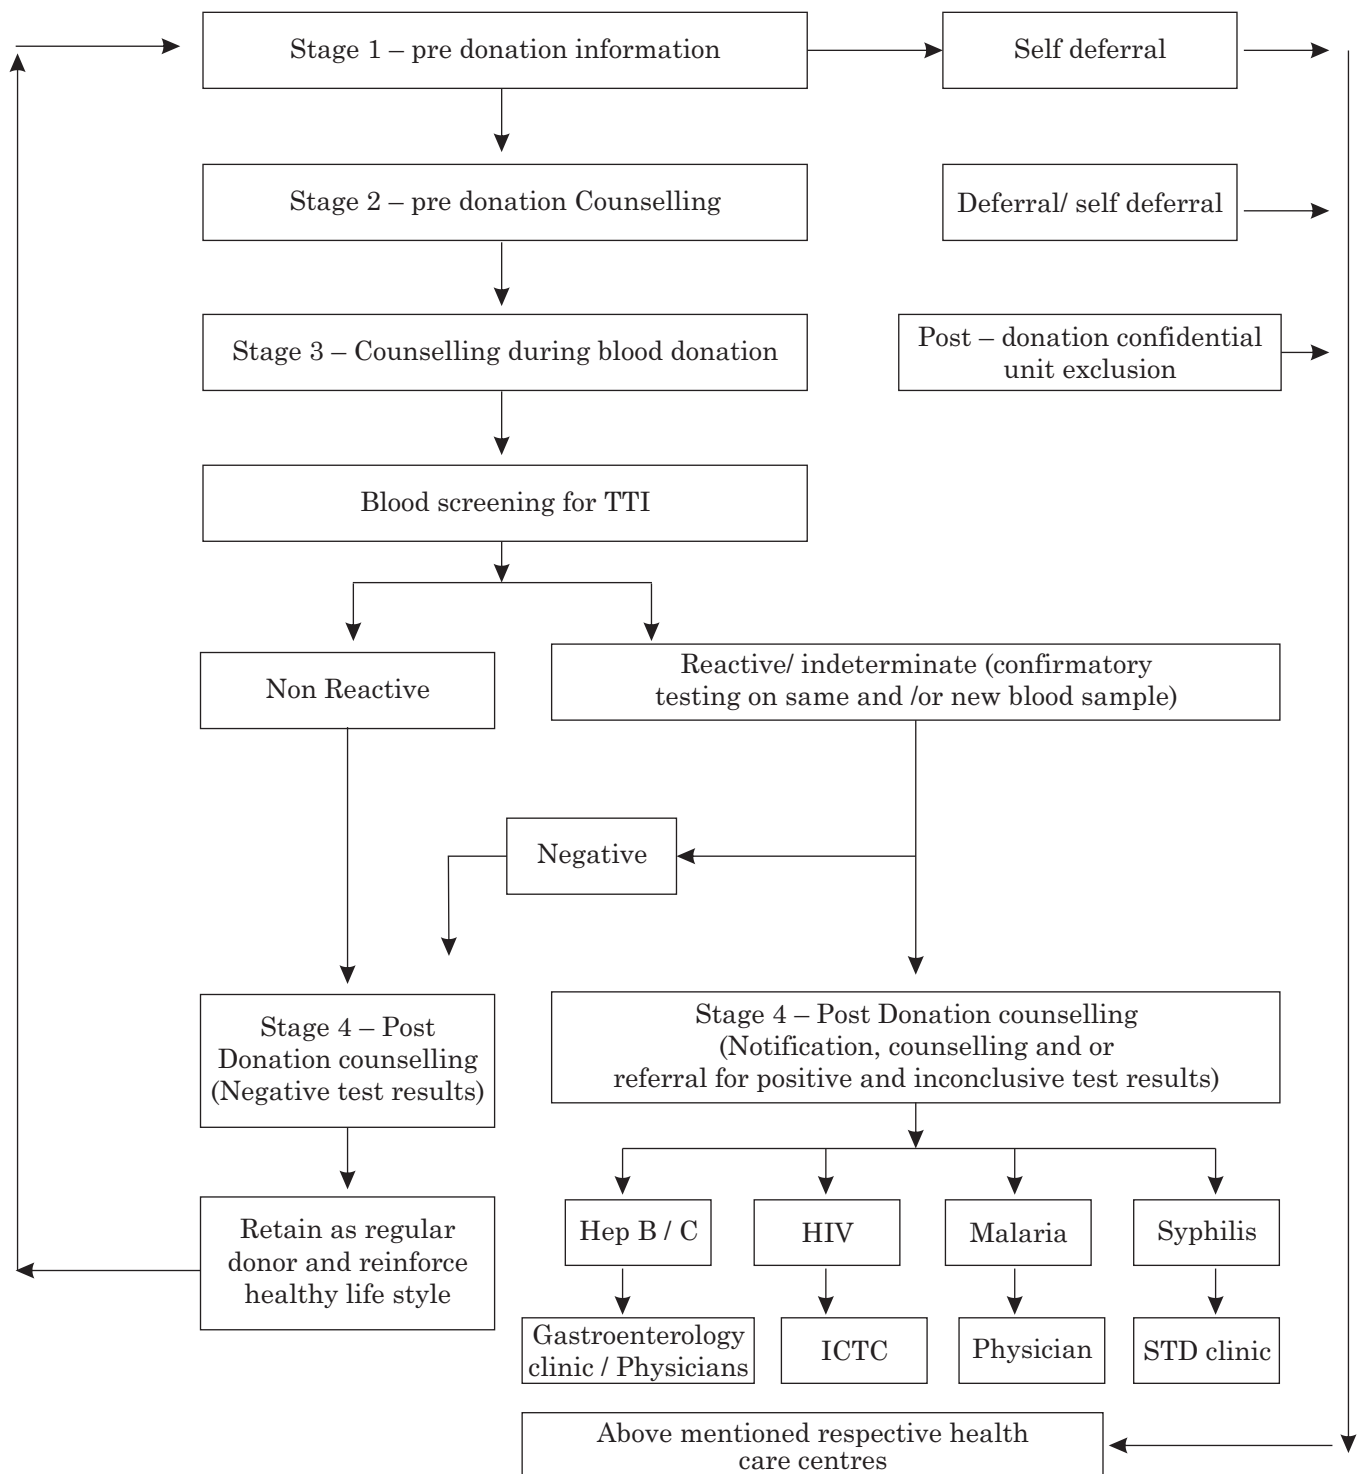 Stage 1 – pre donation information
Self deferral
Stage 2 – pre donation Counselling
Deferral/ self deferral
Stage 3 – Counselling during blood donation
Post – donation confidential
unit exclusion
Blood screening for TTI
Non Reactive
Reactive/ indeterminate (confirmatory
testing on same and /or new blood sample)
Negative
Stage 4 – Post
Donation counselling
(Negative test results)
Stage 4 – Post Donation counselling
(Notification, counselling and or
referral for positive and inconclusive test results)
Retain as regular
donor and reinforce
healthy life style
Hep B / C
HIV
Malaria
Syphilis
Gastroenterology
clinic / Physicians
ICTC
Physician
STD clinic
Above mentioned respective health
care centres